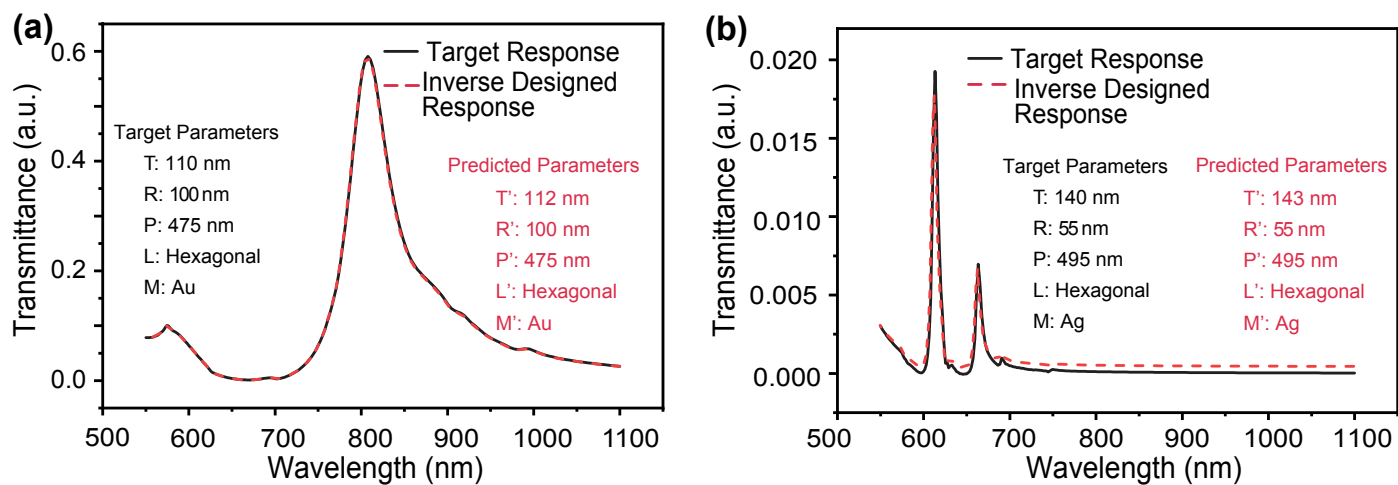 (a)
0.6
0.4
0.2
0.0
Transmittance (a.u.)
Target Response
Inverse Designed
Response
Target Parameters
T: 110 nm
R: 100 nm
P: 475 nm
L: Hexagonal
M: Au
Predicted Parameters
T’: 112 nm
R’: 100 nm
P’: 475 nm
L’: Hexagonal
M’: Au
500 600 700 800 900 1000 1100
Wavelength (nm)
(b)
0.020
0.015
0.010
0.005
0.000
Transmittance (a.u.)
Target Response
Inverse Designed
Response
Target Parameters
T: 140 nm
R: 55 nm
P: 495 nm
L: Hexagonal
M: Ag
Predicted Parameters
T’: 143 nm
R’: 55 nm
P’: 495 nm
L’: Hexagonal
M’: Ag
500 600 700 800 900 1000 1100
Wavelength (nm)